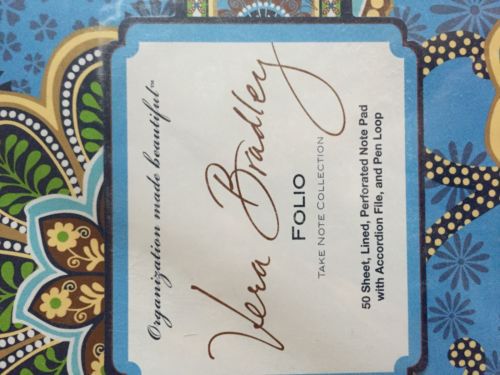 Organization made beautiful™
Vera Bradley
FOLIO
TAKE NOTE COLLECTION
50 Sheet, Lined, Perforated Note Pad
with Accordion File, and Pen Loop